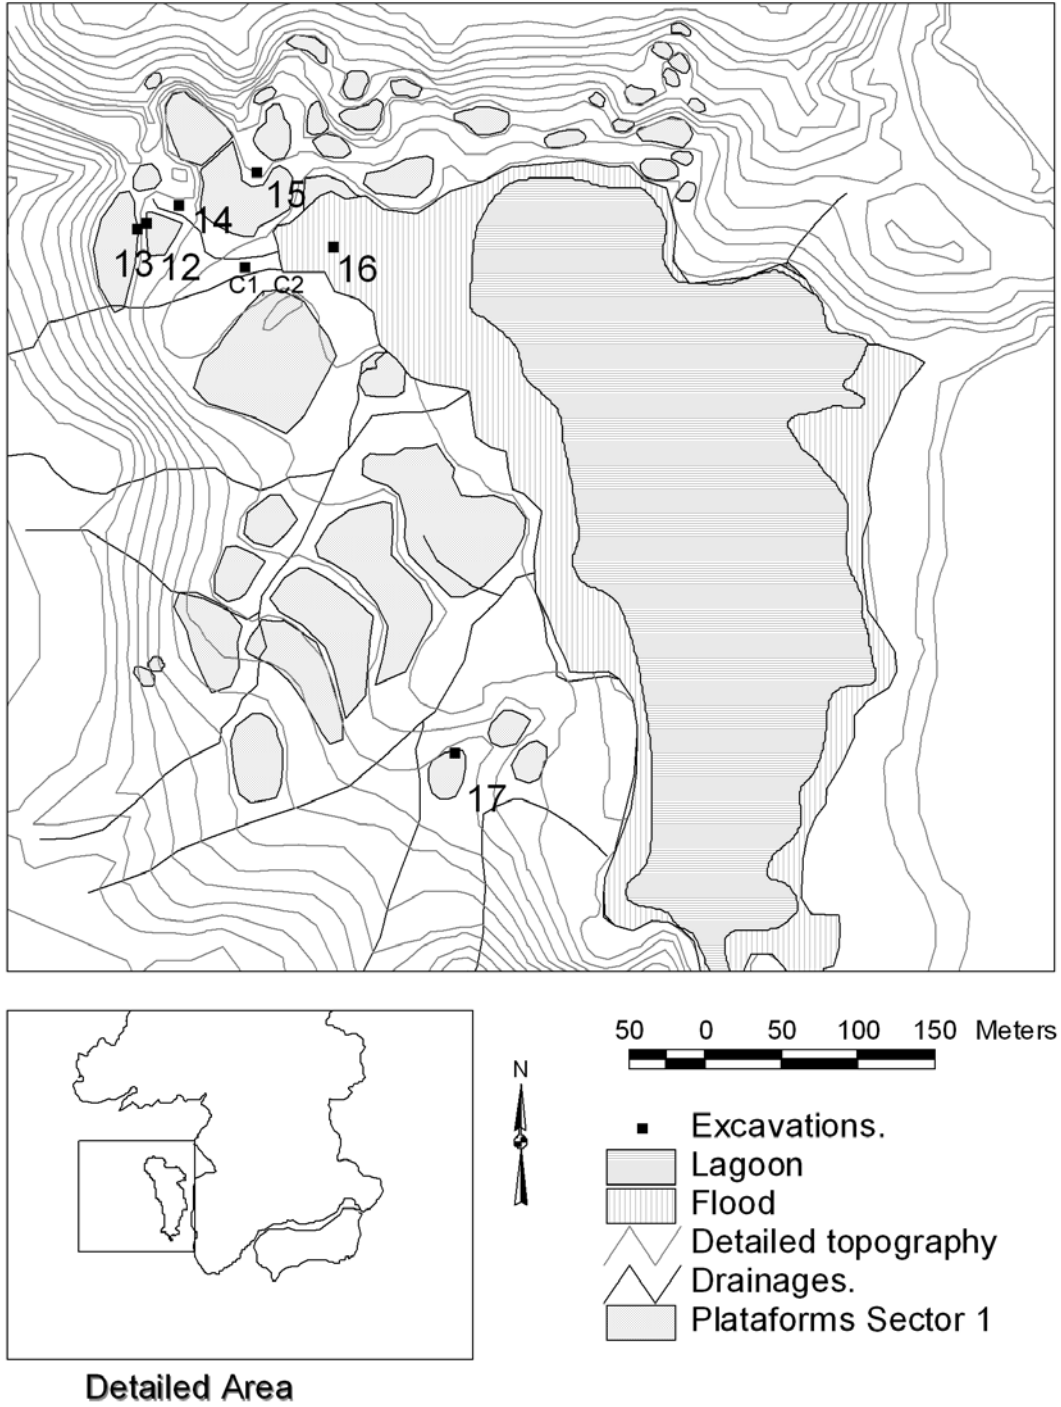 15
14
13 12
16
C1 C2
17
50 0 50 100 150 Meters
N
Excavations.
Lagoon
Flood
Detailed topography
Drainages.
Plataforms Sector 1
Detailed Area